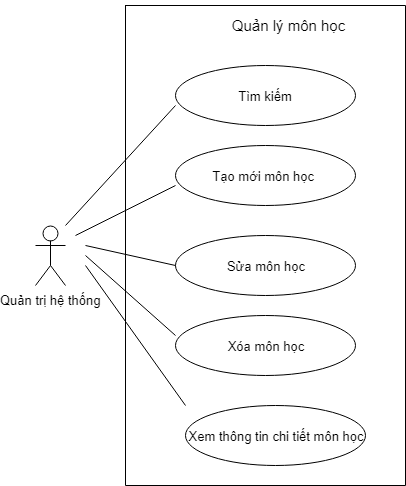 Quản lý môn học
Tìm kiếm
Tạo mới môn học
Sửa môn học
Quản trị hệ thống
Xóa môn học
Xem thông tin chi tiết môn học